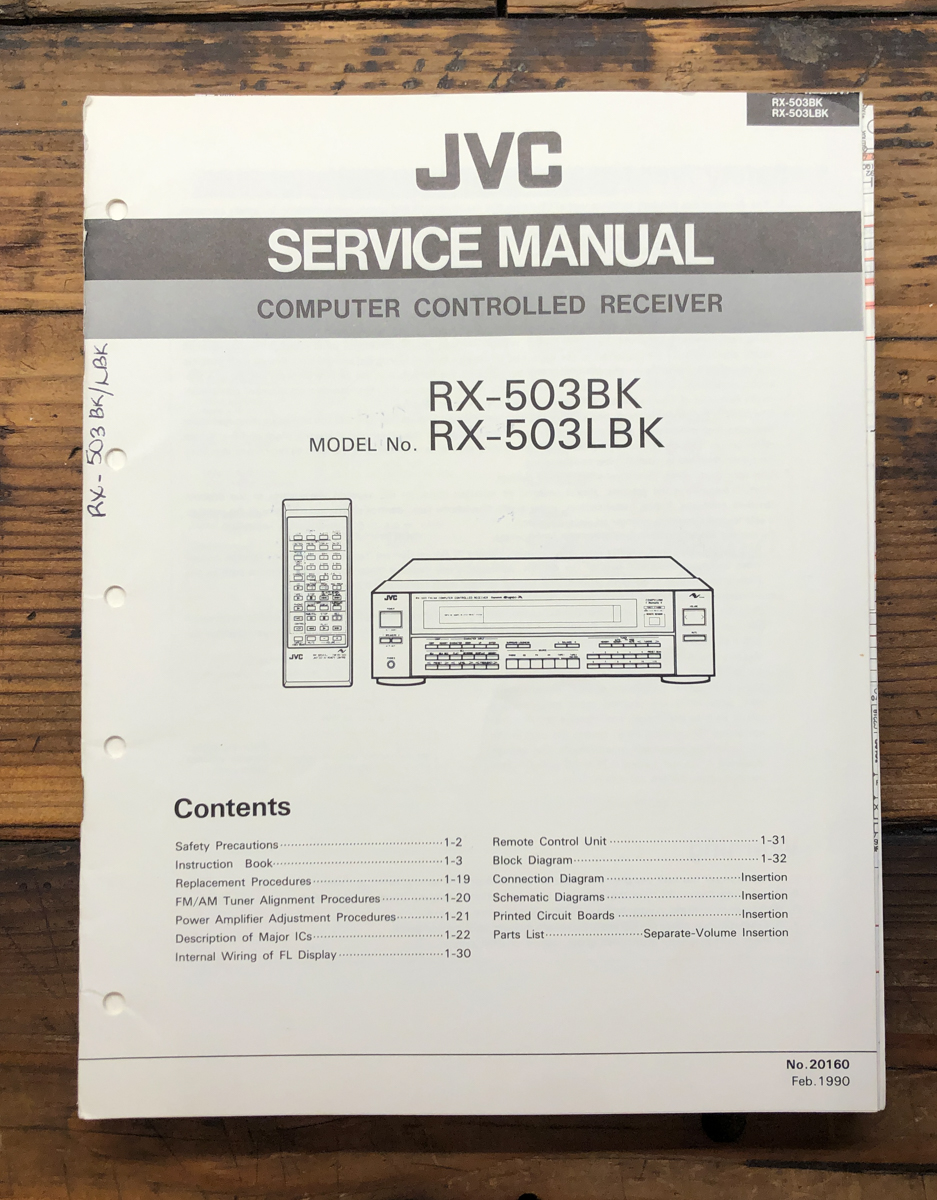 RX-503BK
RX-503LBK
JVC
SERVICE MANUAL
COMPUTER CONTROLLED RECEIVER
RX-503BK
MODEL No. RX-503LBK
RX-503 BK/LBK
JVC
JVC
Contents
Safety Precautions 1-2
Instruction Book 1-3
Replacement Procedures 1-19
FM/AM Tuner Alignment Procedures 1-20
Power Amplifier Adjustment Procedures 1-21
Description of Major ICs 1-22
Internal Wiring of FL Display 1-30
Remote Control Unit 1-31
Block Diagram 1-32
Connection Diagram Insertion
Schematic Diagrams Insertion
Printed Circuit Boards Insertion
Parts List Separate-Volume Insertion
No.20160
Feb.1990